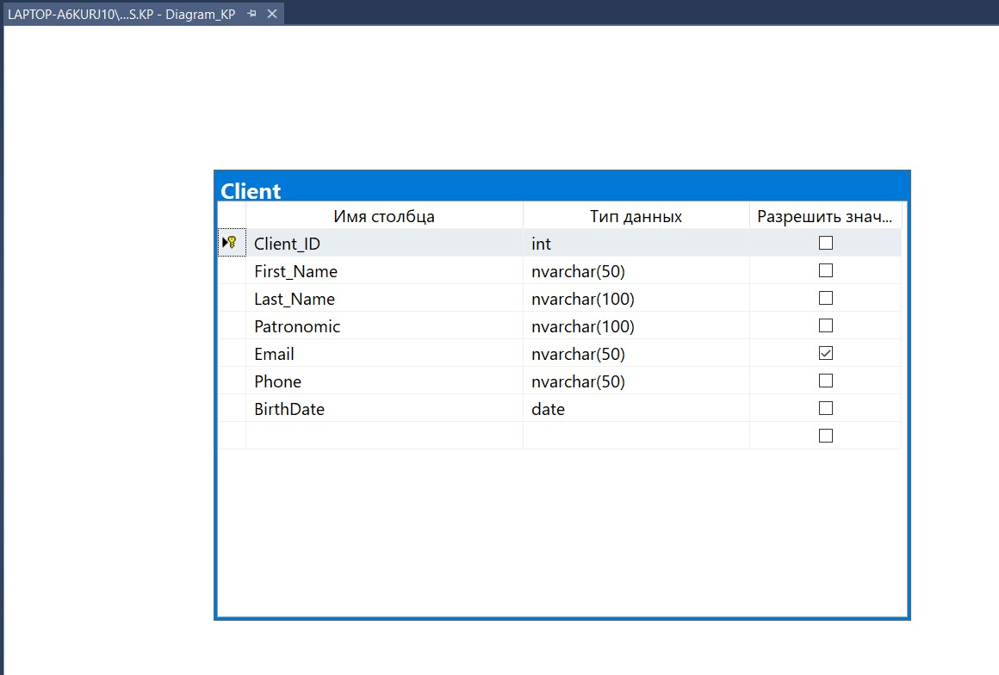 LAPTOP-A6KURJ10\...S.KP - Diagram_KP
Client
Имя столбца Тип данных Разрешить знач...
Client_ID int
First_Name nvarchar(50)
Last_Name nvarchar(100)
Patronomic nvarchar(100)
Email nvarchar(50)
Phone nvarchar(50)
BirthDate date